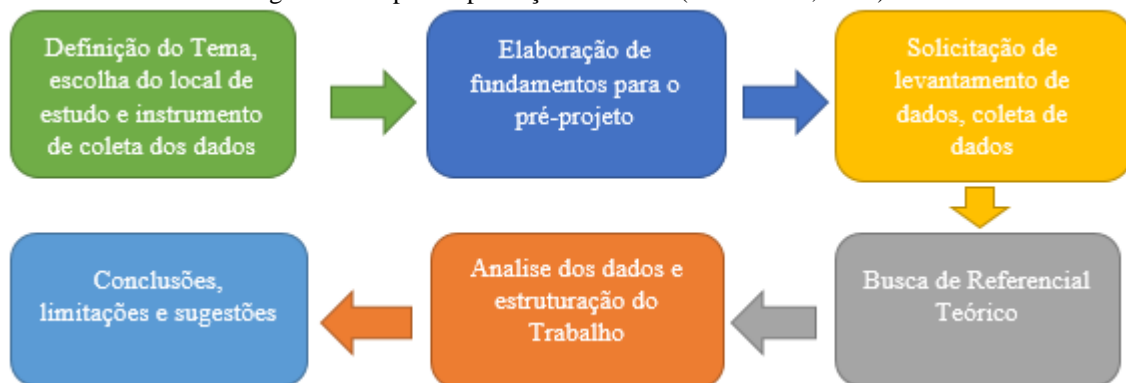 Definição do Tema,
escolha do local de
estudo e instrumento
de coleta dos dados
Elaboração de
fundamentos para o
pré-projeto
Solicitação de
levantamento de
dados, coleta de
dados
Busca de Referencial
Teórico
Analise dos dados e
estruturação do
Trabalho
Conclusões,
limitações e sugestões